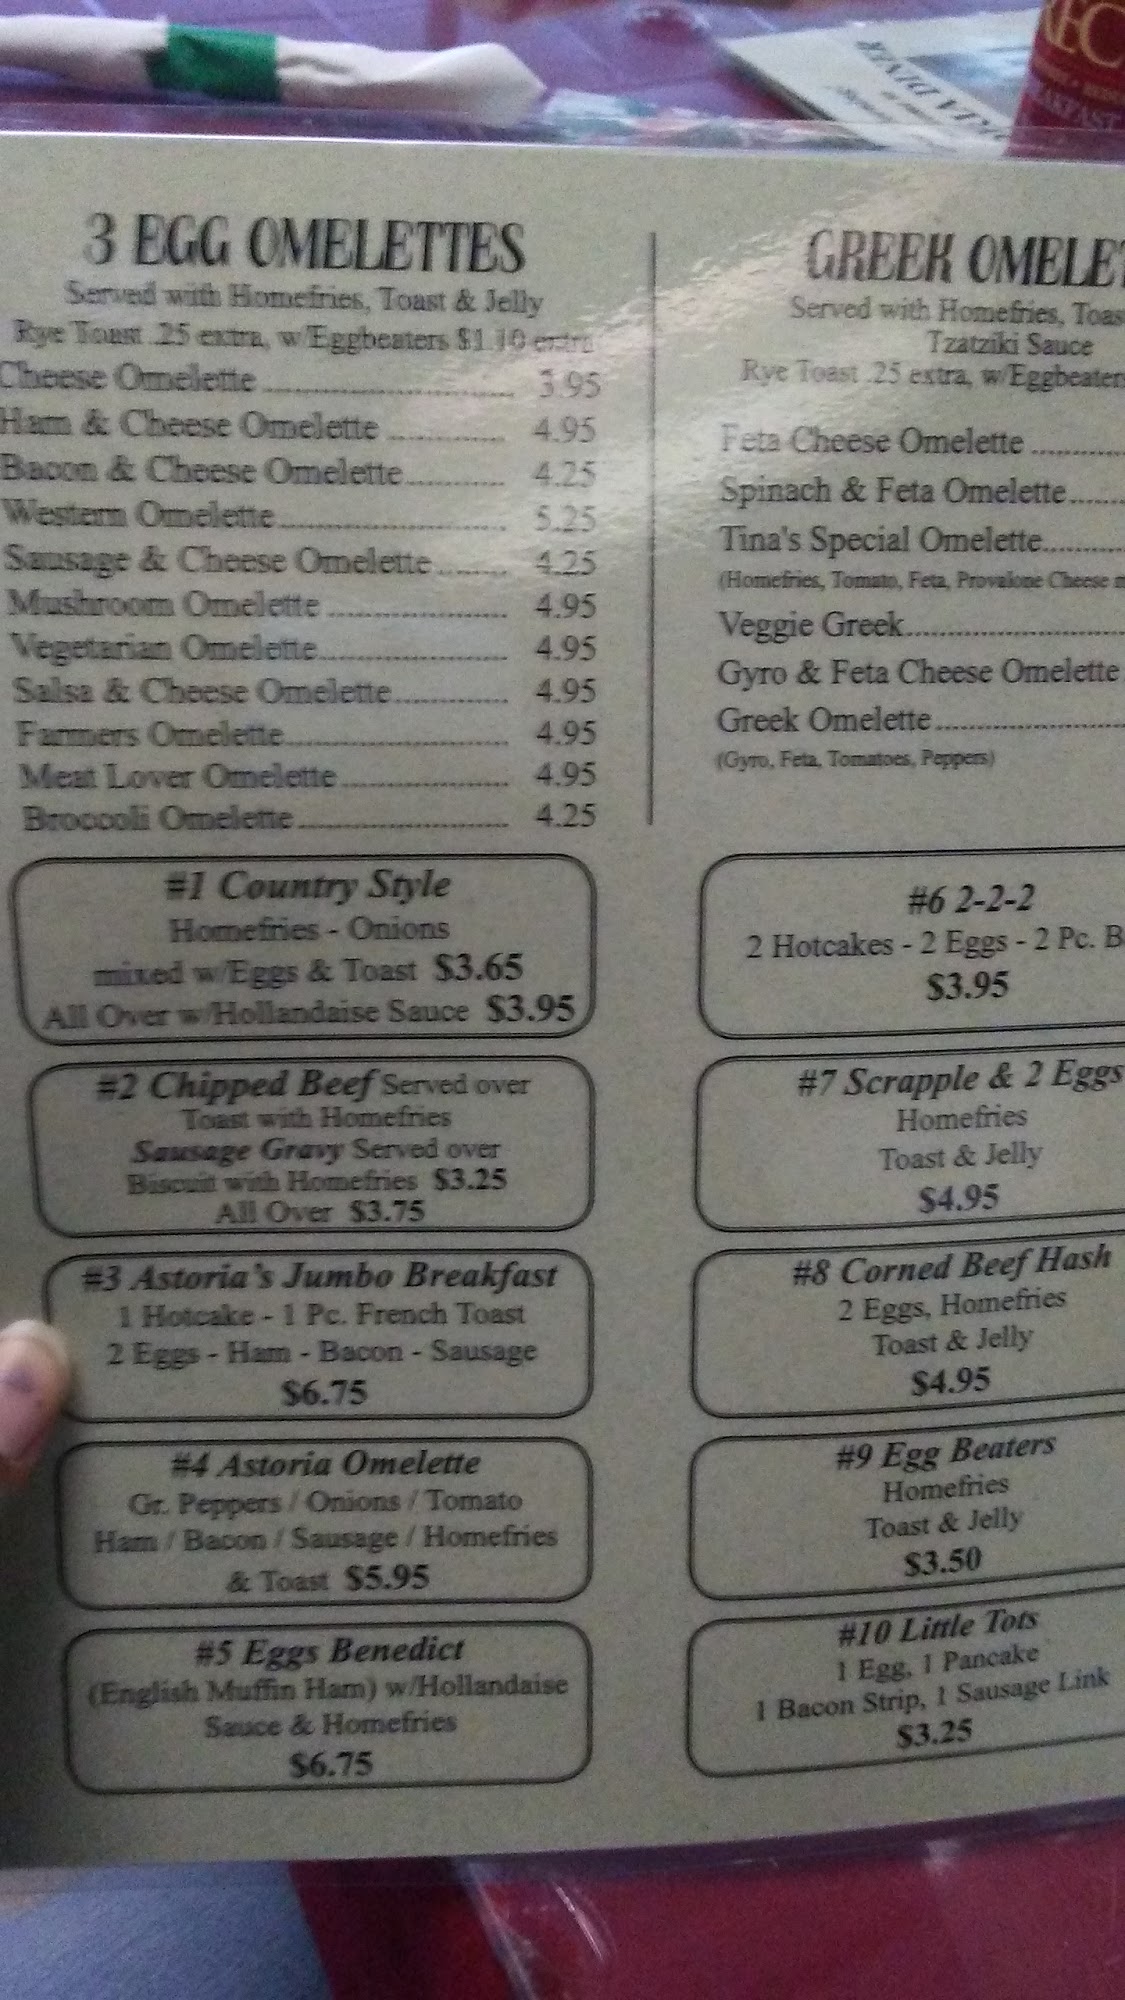 3 EGG OMELETTES
Served with Homefries, Toast & Jelly
Rye Toast .25 extra, w/Eggbeaters $1.10 extra
Cheese Omelette 3.95
Ham & Cheese Omelette 4.95
Bacon & Cheese Omelette 4.25
Western Omelette 5.25
Sausage & Cheese Omelette 4.25
Mushroom Omelette 4.95
Vegetarian Omelette 4.95
Salsa & Cheese Omelette 4.95
Farmers Omelette 4.95
Meat Lover Omelette 4.95
Broccoli Omelette 4.25
#1 Country Style
Homefries - Onions
mixed w/Eggs & Toast $3.65
All Over w/Hollandaise Sauce $3.95
#2 Chipped Beef Served over
Toast with Homefries
Sausage Gravy Served over
Biscuit with Homefries $3.25
All Over $3.75
#3 Astoria's Jumbo Breakfast
1 Hotcake - 1 Pc. French Toast
2 Eggs - Ham - Bacon - Sausage
$6.75
#4 Astoria Omelette
Gr. Peppers / Onions / Tomato
Ham / Bacon / Sausage / Homefries
& Toast $5.95
#5 Eggs Benedict
(English Muffin Ham) w/Hollandaise
Sauce & Homefries
$6.75
GREEK OMELET
Served with Homefries, Toas
Tzatziki Sauce
Rye Toast .25 extra, w/Eggbeaters
Feta Cheese Omelette
Spinach & Feta Omelette
Tina's Special Omelette
(Homefries, Tomato, Feta, Provalone Cheese
Veggie Greek
Gyro & Feta Cheese Omelette
Greek Omelette
(Gyro, Feta, Tomatoes, Peppers)
#6 2-2-2
2 Hotcakes - 2 Eggs - 2 Pc. B
$3.95
#7 Scrapple & 2 Eggs
Homefries
Toast & Jelly
$4.95
#8 Corned Beef Hash
2 Eggs, Homefries
Toast & Jelly
$4.95
#9 Egg Beaters
Homefries
Toast & Jelly
$3.50
#10 Little Tots
1 Egg, 1 Pancake
1 Bacon Strip, 1 Sausage Link
$3.25